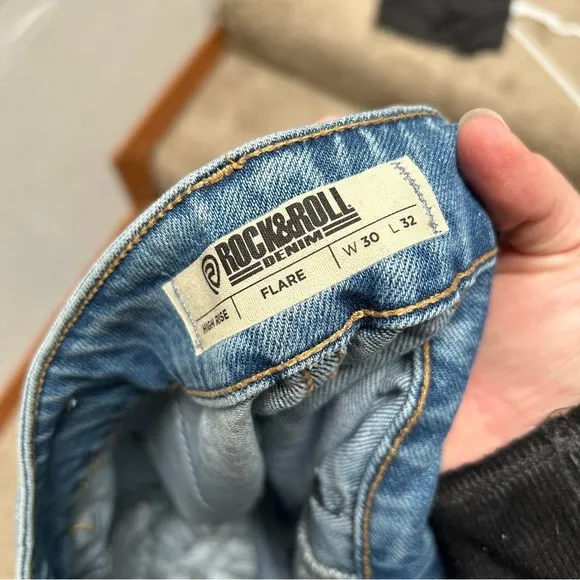 ROCK&ROLL
DENIM
HIGH RISE FLARE W 30 L 32